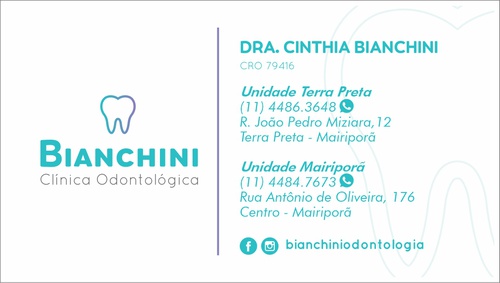 BIANCHINI
Clínica Odontológica
DRA. CINTHIA BIANCHINI
CRO 79416
Unidade Terra Preta
(11) 4486.3648
R. João Pedro Miziara,12
Terra Preta - Mairiporã
Unidade Mairiporã
(11) 4484.7673
Rua Antônio de Oliveira, 176
Centro - Mairiporã
bianchiniodontologia